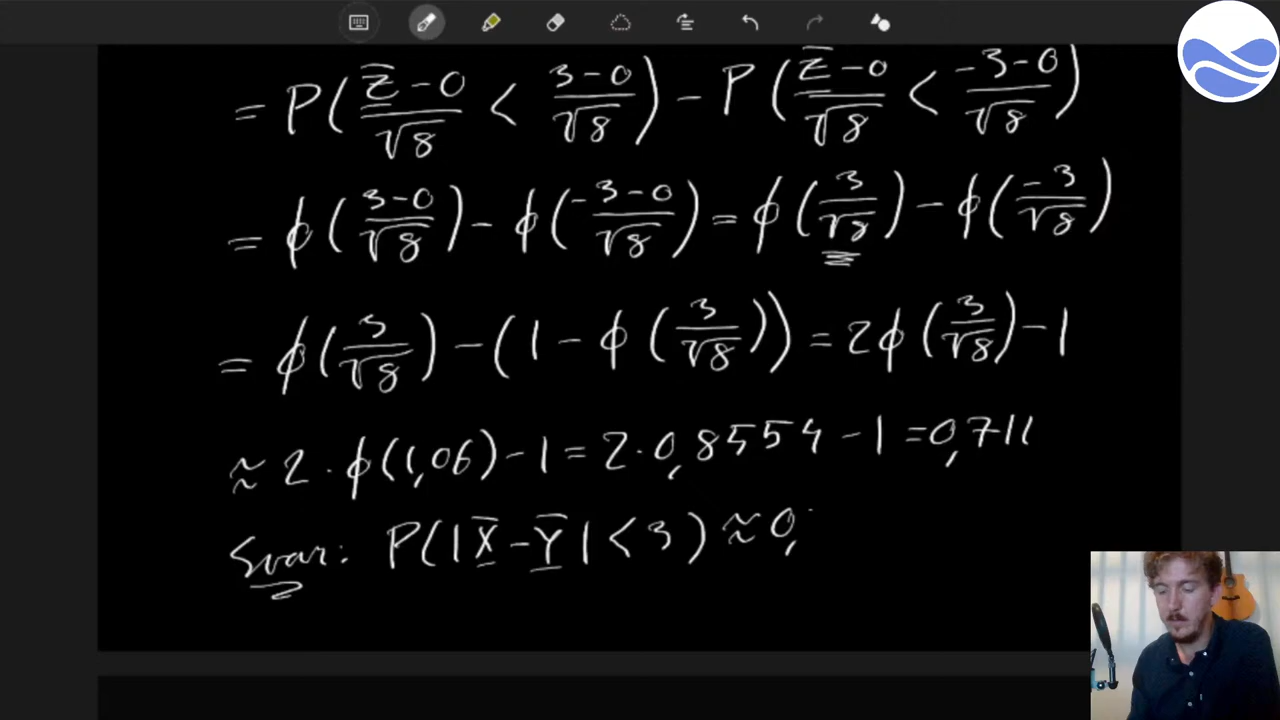 = P( (Z̅ - 0)/√8 < (3 - 0)/√8 ) - P( (Z̅ - 0)/√8 < (-3 - 0)/√8 )
= ϕ( (3 - 0)/√8 ) - ϕ( (-3 - 0)/√8 ) = ϕ( 3/√8 ) - ϕ( -3/√8 )
= ϕ( 3/√8 ) - (1 - ϕ( 3/√8 )) = 2ϕ( 3/√8 ) - 1
≈ 2 · ϕ(1,06) - 1 = 2 · 0,8554 - 1 = 0,711
Svar: P(|X̅ - Y̅| < 3) ≈ 0,